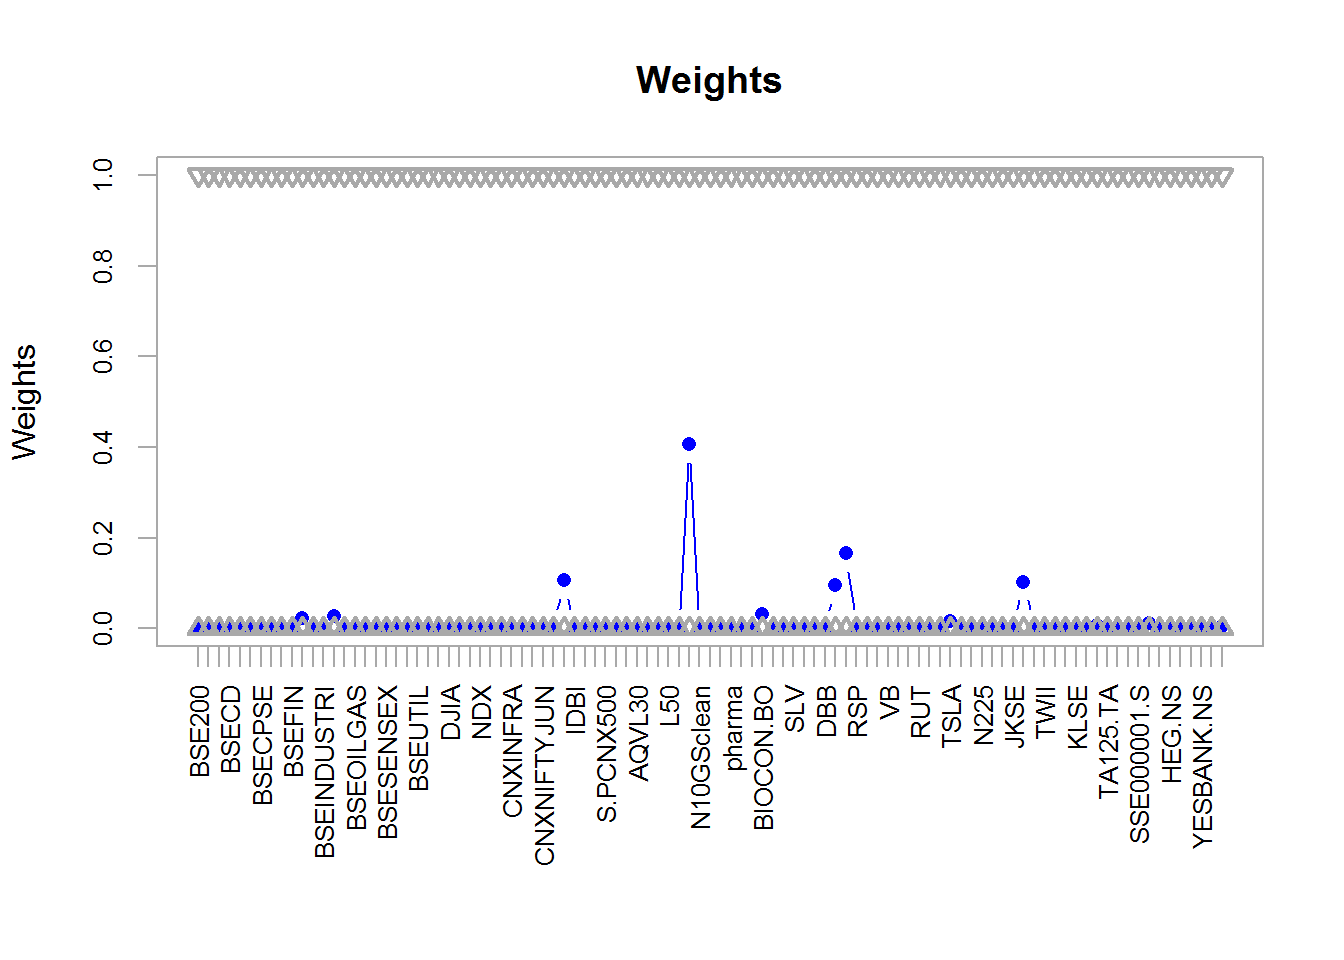 Weights
Weights
1.0
0.8
0.6
0.4
0.2
0.0
BSE200
BSECD
BSECPSE
BSEFIN
BSEINDUSTRI
BSEOILGAS
BSESENSEX
BSEUTIL
DJIA
NDX
CNXINFRA
CNXNIFTYJUN
IDBI
S.PCNX500
AQVL30
L50
N10GSclean
pharma
BIOCON.BO
SLV
DBB
RSP
VB
RUT
TSLA
N225
JKSE
TWII
KLSE
TA125.TA
SSE000001.S
HEG.NS
YESBANK.NS